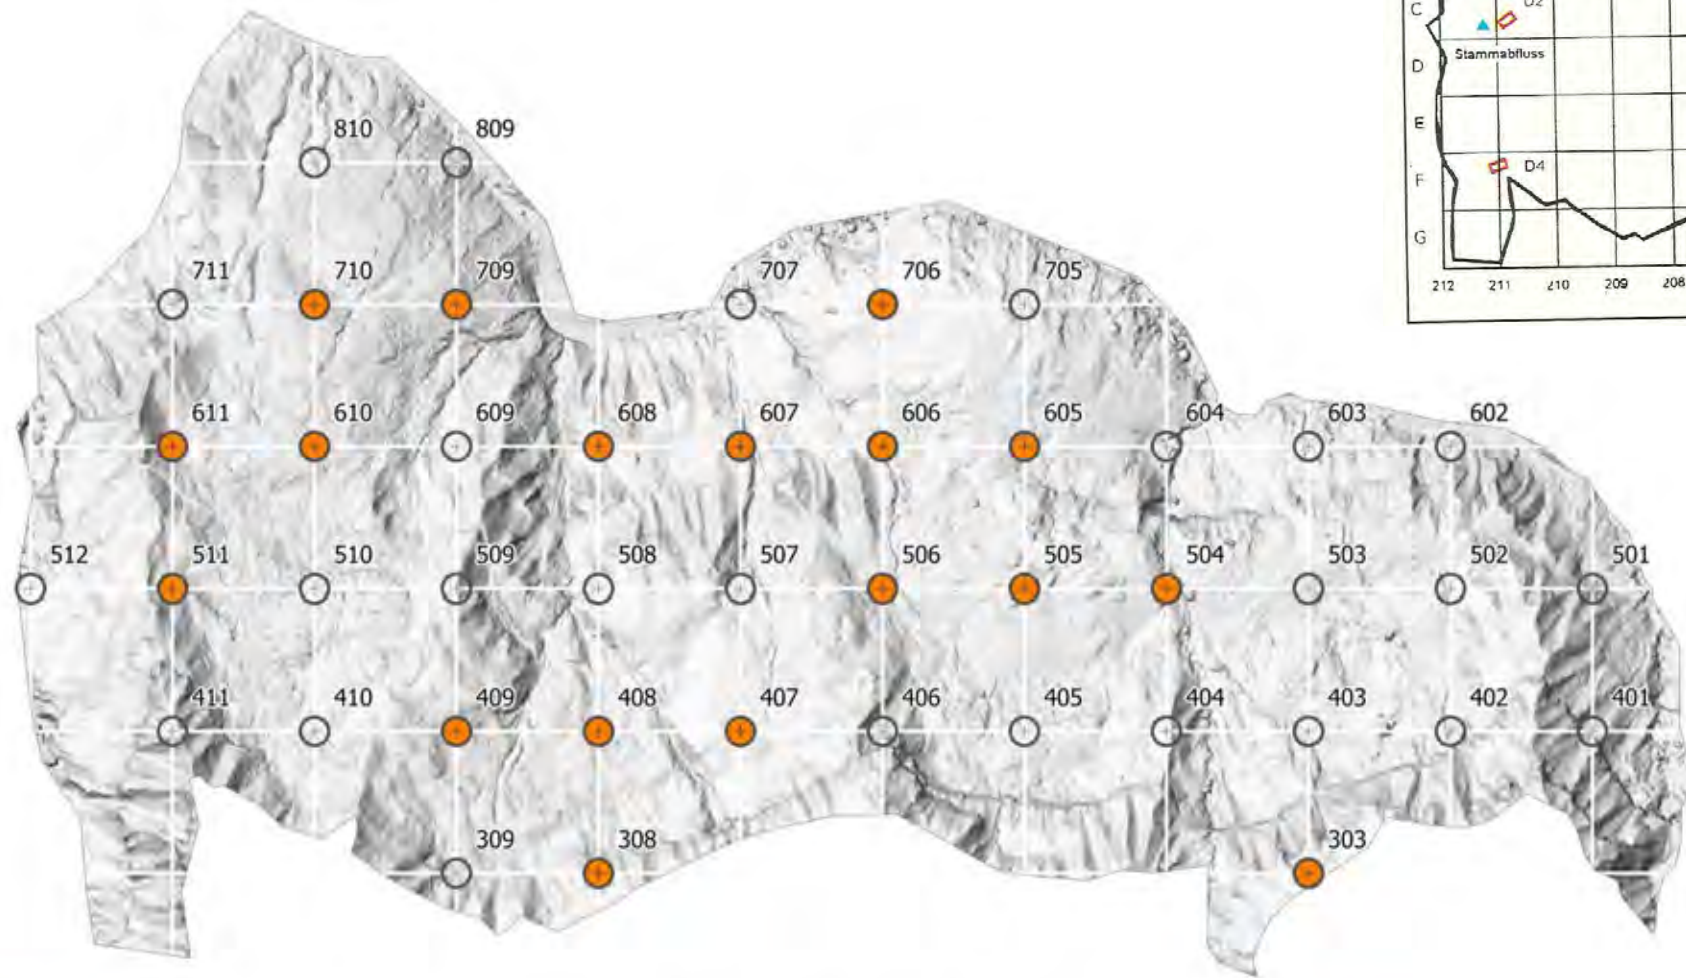 C
D2
Stammabfluss
D
E
F
D4
G
212 211 210 209 208
810 809
711 710 709 707 706 705
611 610 609 608 607 606 605 604 603 602
512 511 510 509 508 507 506 505 504 503 502 501
411 410 409 408 407 406 405 404 403 402 401
309 308 303